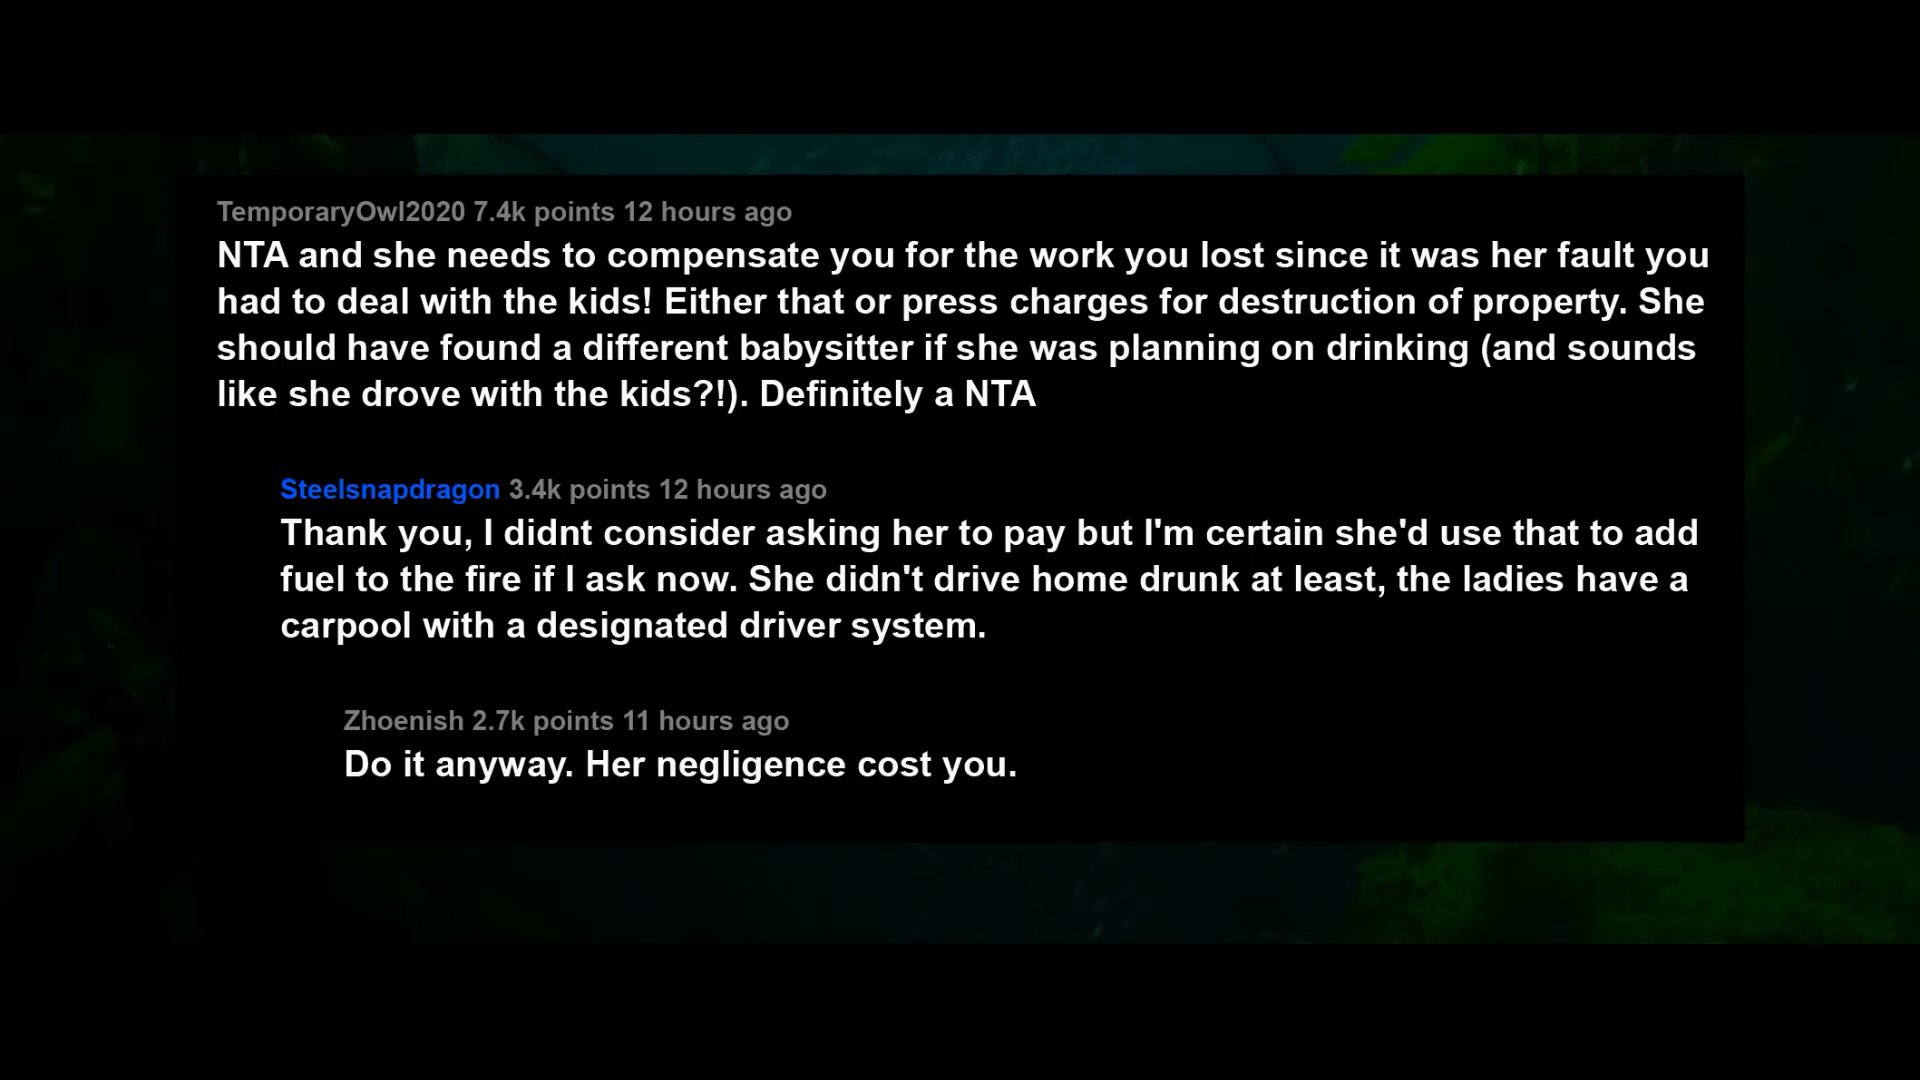 TemporaryOwl2020 7.4k points 12 hours ago
NTA and she needs to compensate you for the work you lost since it was her fault you
had to deal with the kids! Either that or press charges for destruction of property. She
should have found a different babysitter if she was planning on drinking (and sounds
like she drove with the kids?!). Definitely a NTA
Steelsnapdragon 3.4k points 12 hours ago
Thank you, I didnt consider asking her to pay but I'm certain she'd use that to add
fuel to the fire if I ask now. She didn't drive home drunk at least, the ladies have a
carpool with a designated driver system.
Zhoenish 2.7k points 11 hours ago
Do it anyway. Her negligence cost you.